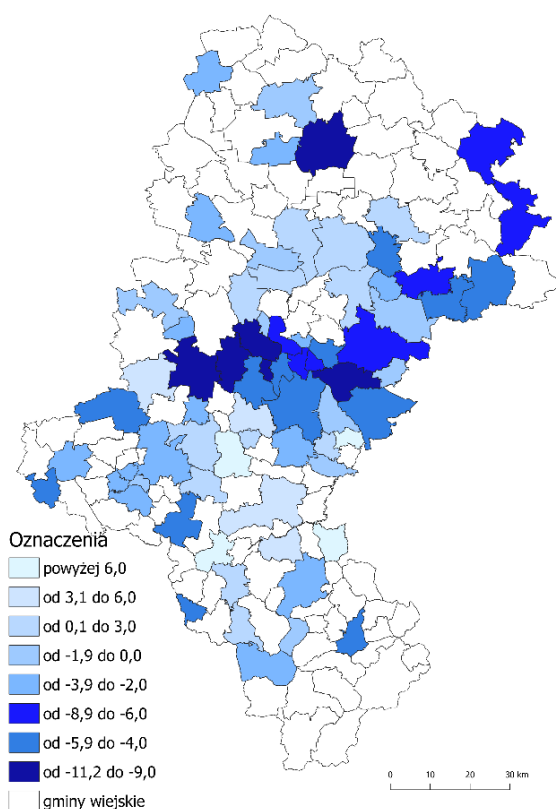 Oznaczenia
powyżej 6,0
od 3,1 do 6,0
od 0,1 do 3,0
od -1,9 do 0,0
od -3,9 do -2,0
od -8,9 do -6,0
od -5,9 do -4,0
od -11,2 do -9,0
gminy wiejskie
0 10 20 30 km